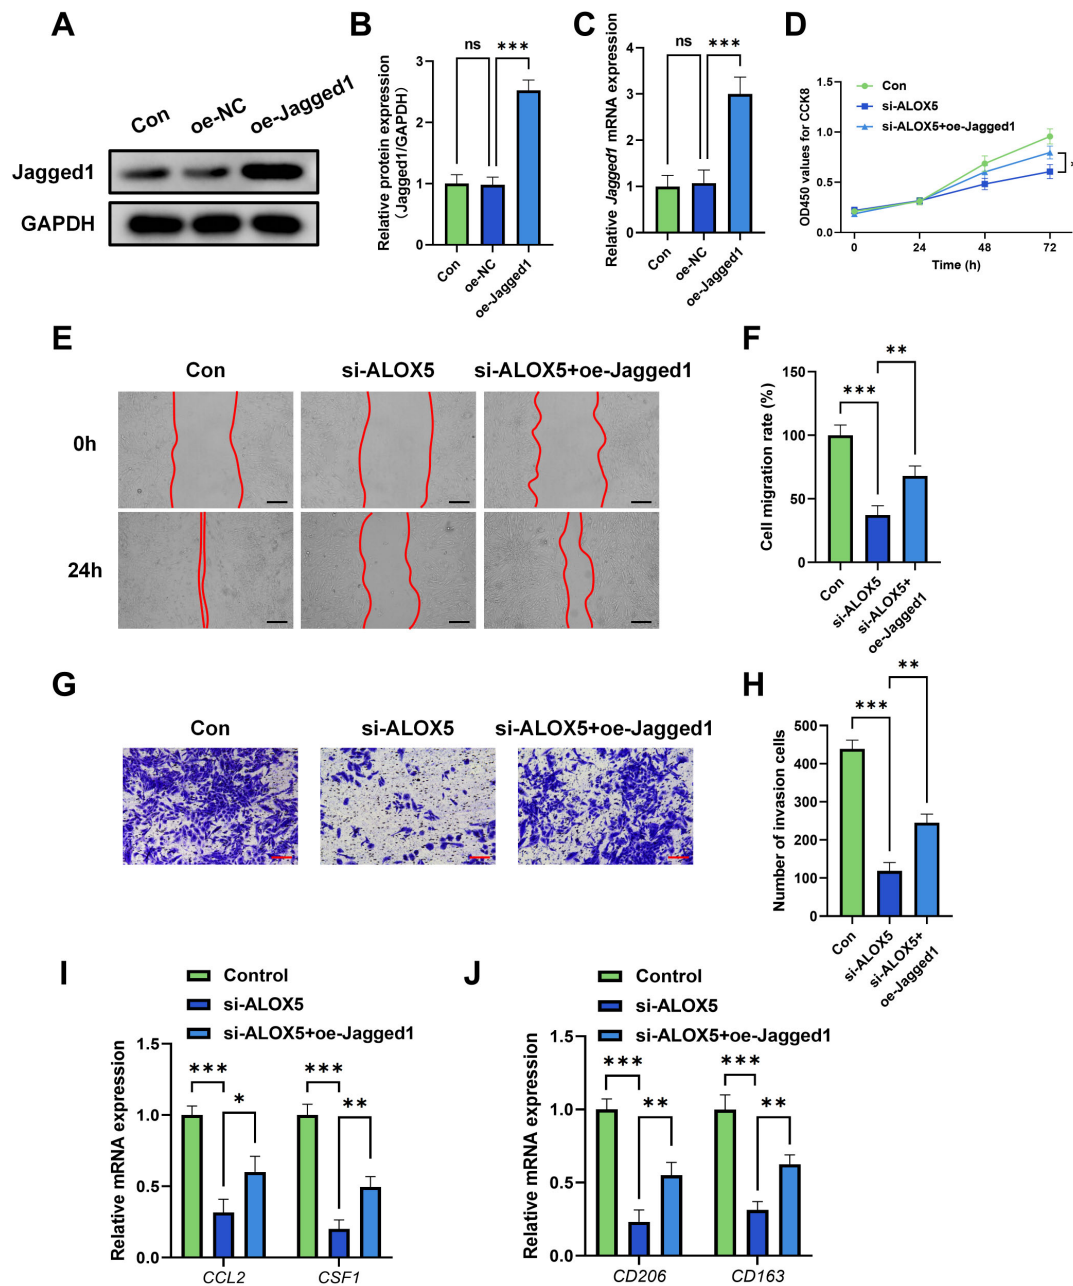 A
Con
oe-NC
oe-Jagged1
Jagged1
GAPDH
B
Relative protein expression
(Jagged1/GAPDH)
3
2
1
0
ns
***
Con
oe-NC
oe-Jagged1
C
Relative Jagged1 mRNA expression
4
3
2
1
0
ns
***
Con
oe-NC
oe-Jagged1
D
OD450 values for CCK8
1.5
1.0
0.5
0.0
Con
si-ALOX5
si-ALOX5+oe-Jagged1
0
24
48
72
Time (h)
E
Con
si-ALOX5
si-ALOX5+oe-Jagged1
0h
24h
F
Cell migration rate (%)
150
100
50
0
***
**
Con
si-ALOX5
si-ALOX5+
oe-Jagged1
G
Con
si-ALOX5
si-ALOX5+oe-Jagged1
H
Number of invasion cells
500
400
300
200
100
0
***
**
Con
si-ALOX5
si-ALOX5+
oe-Jagged1
I
Control
si-ALOX5
si-ALOX5+oe-Jagged1
Relative mRNA expression
1.5
1.0
0.5
0.0
***
*
***
**
CCL2
CSF1
J
Control
si-ALOX5
si-ALOX5+oe-Jagged1
Relative mRNA expression
1.5
1.0
0.5
0.0
***
**
***
**
CD206
CD163